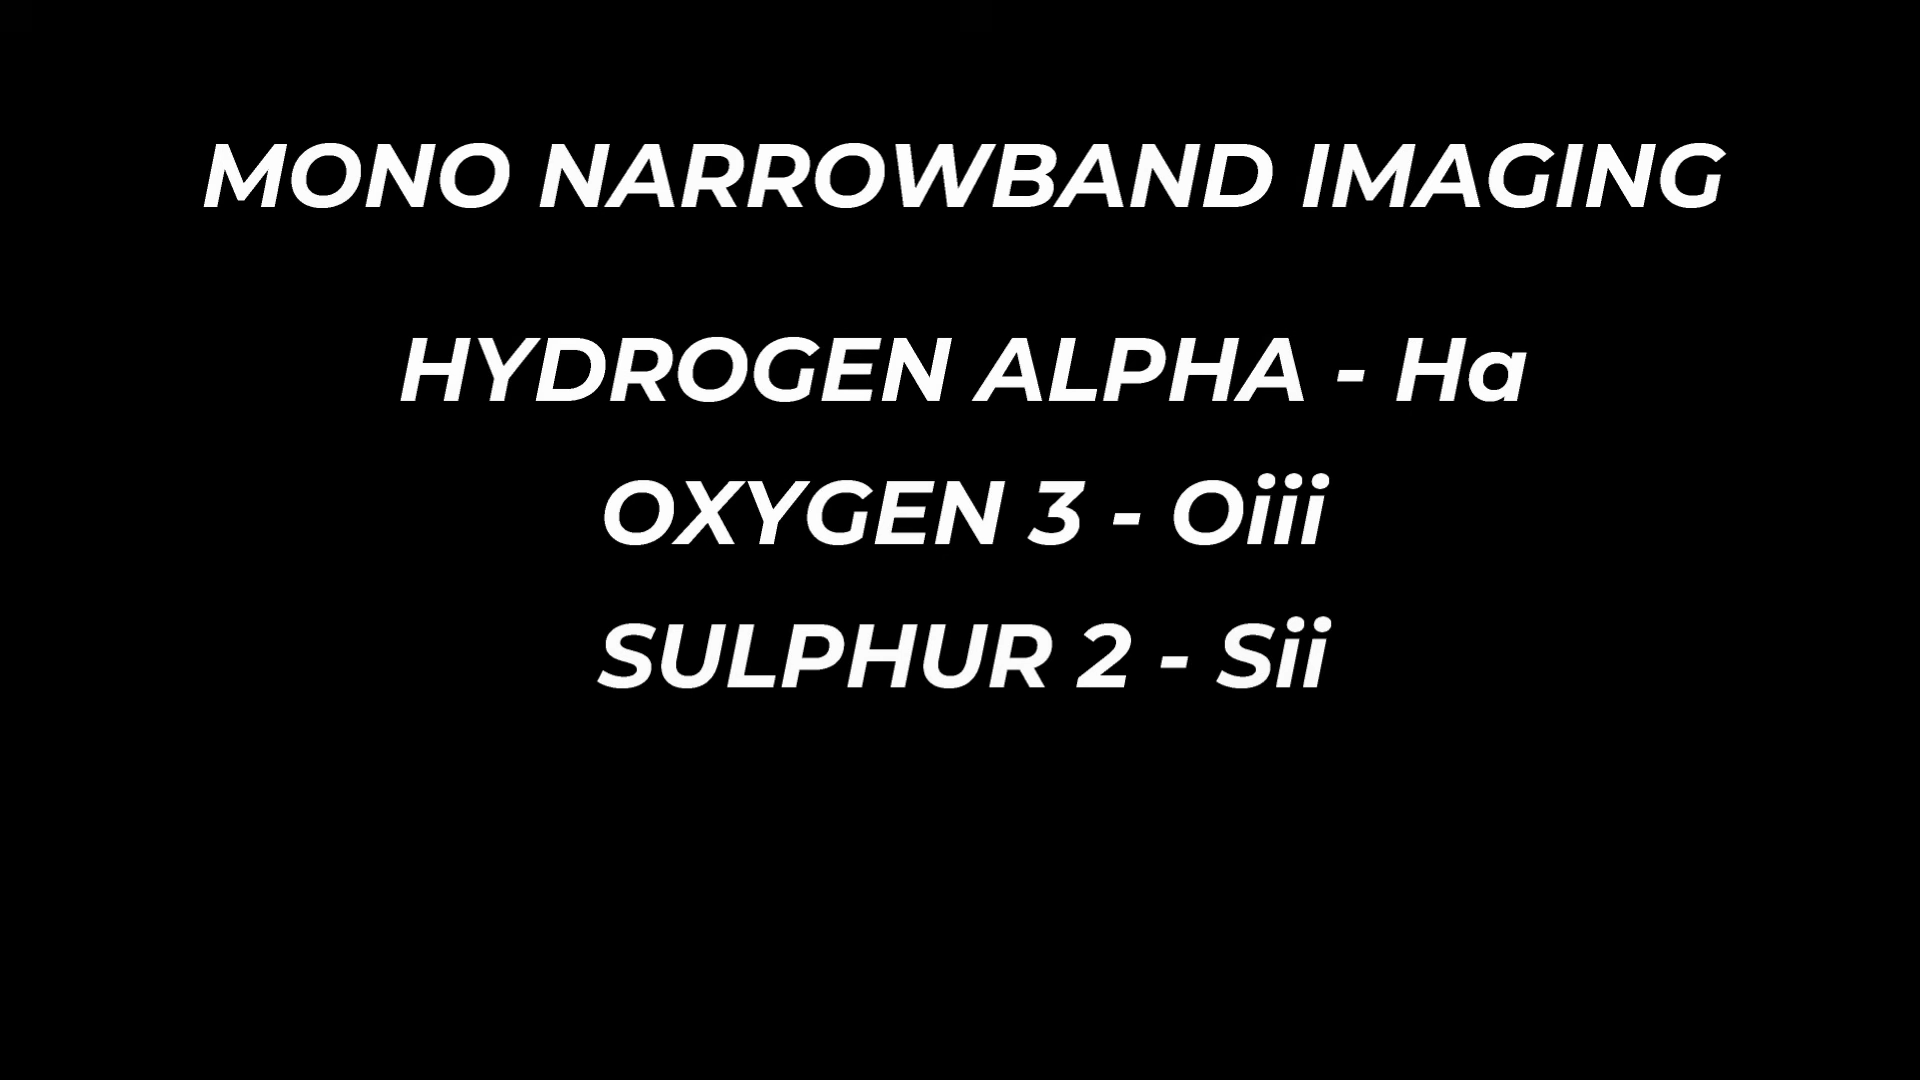 MONO NARROWBAND IMAGING
HYDROGEN ALPHA - Ha
OXYGEN 3 - Oiii
SULPHUR 2 - Sii